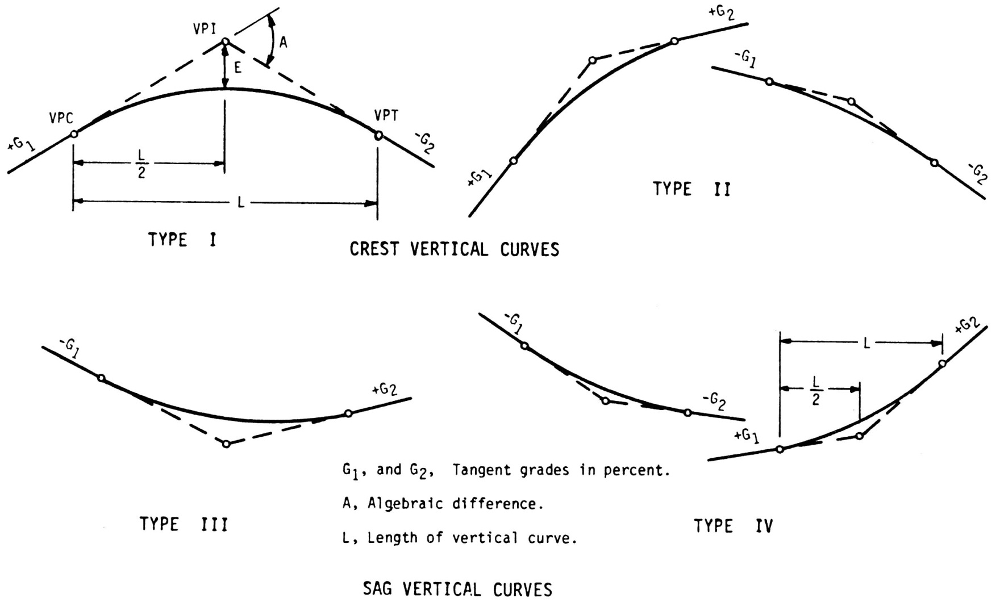 VPI
A
E
VPC
VPT
+G1
-G2
L
2
L
TYPE I
+G2
-G1
+G1
-G2
TYPE II
CREST VERTICAL CURVES
-G1
+G2
TYPE III
-G1
-G2
L
L
2
+G2
+G1
TYPE IV
G1, and G2, Tangent grades in percent.
A, Algebraic difference.
L, Length of vertical curve.
SAG VERTICAL CURVES